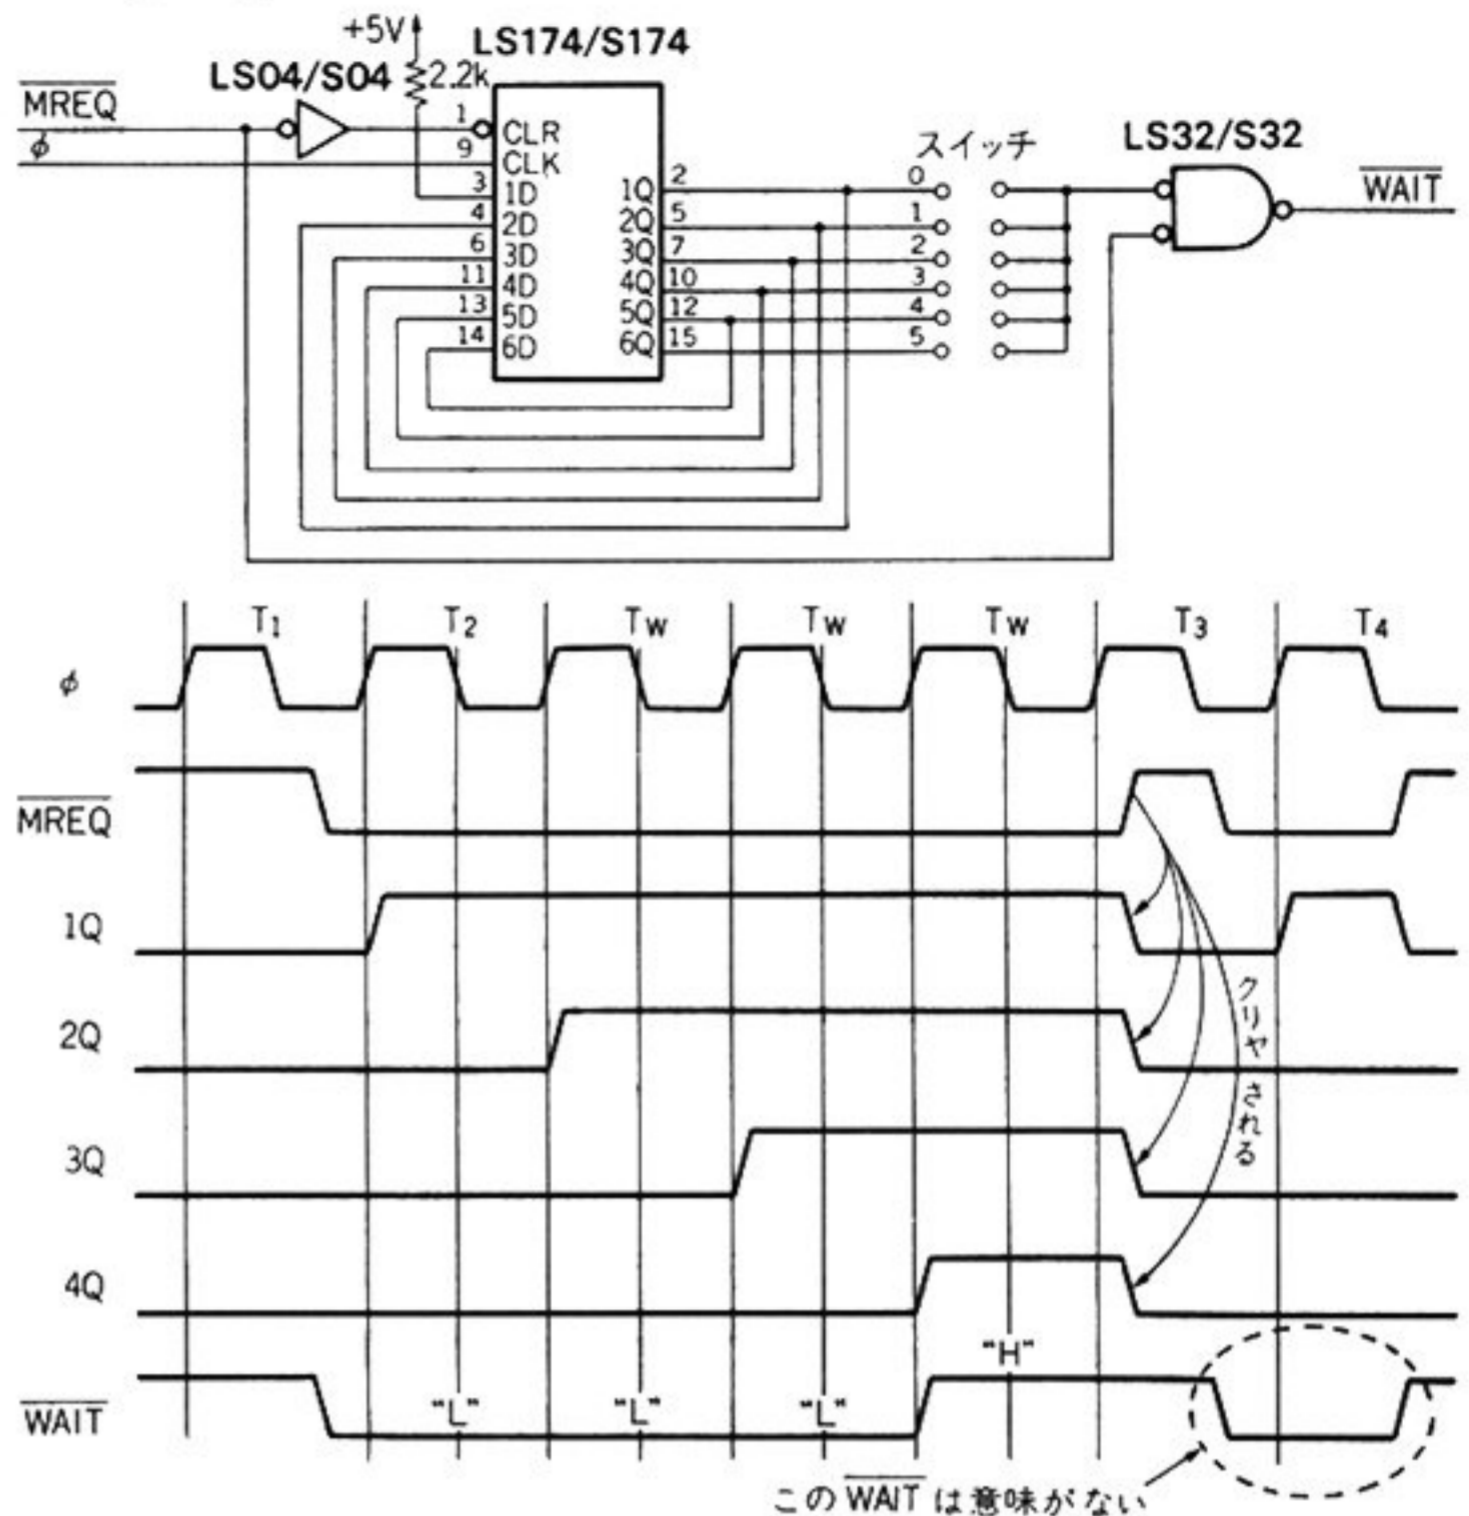 +5V
LS174/S174
LS04/S04
2.2k
MREQ
φ
1
9
3
4
6
11
13
14
CLR
CLK
1D
2D
3D
4D
5D
6D
1Q
2Q
3Q
4Q
5Q
6Q
2
5
7
10
12
15
スイッチ
0
1
2
3
4
5
LS32/S32
WAIT
T1 T2 TW TW TW T3 T4
φ
MREQ
1Q
2Q
3Q
4Q
クリヤされる
WAIT
"L" "L" "L" "H"
このWAITは意味がない